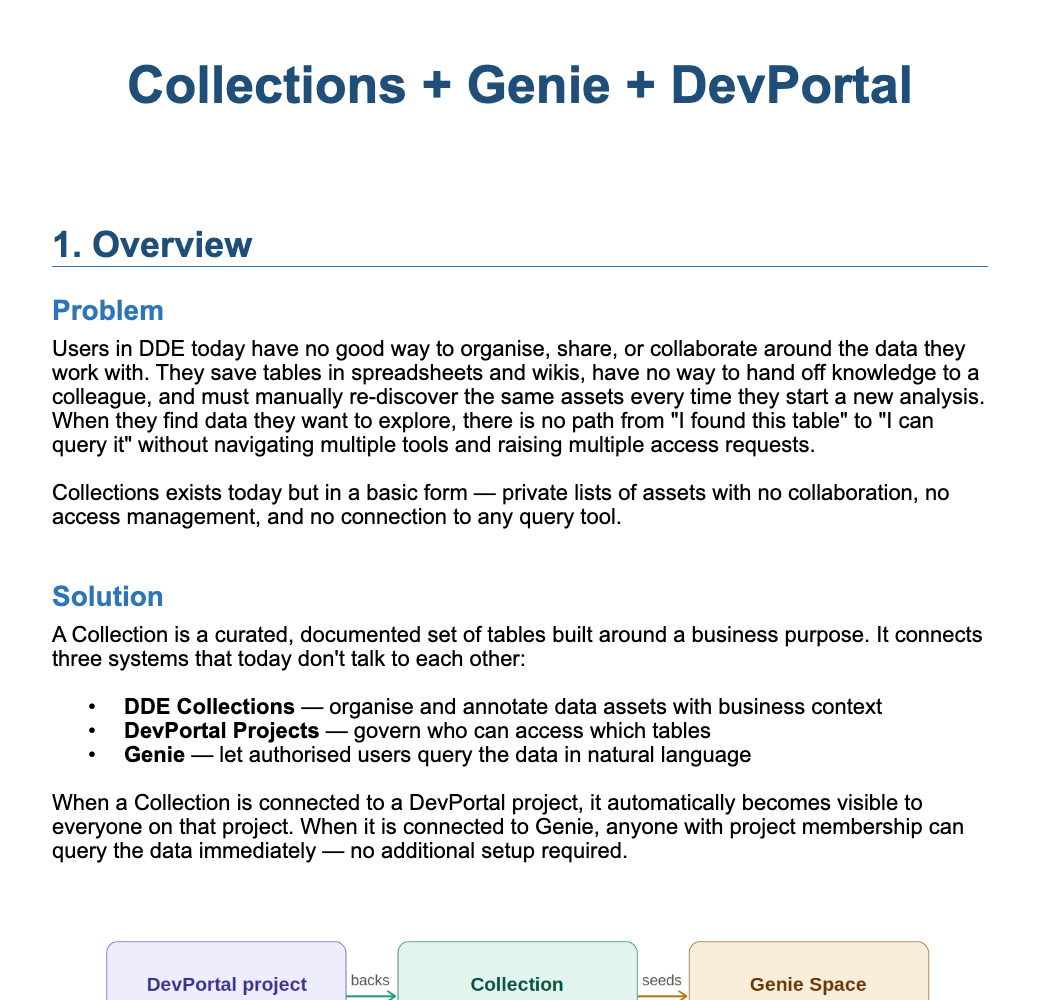 Collections + Genie + DevPortal
1. Overview
Problem
Users in DDE today have no good way to organise, share, or collaborate around the data they
work with. They save tables in spreadsheets and wikis, have no way to hand off knowledge to a
colleague, and must manually re-discover the same assets every time they start a new analysis.
When they find data they want to explore, there is no path from "I found this table" to "I can
query it" without navigating multiple tools and raising multiple access requests.
Collections exists today but in a basic form — private lists of assets with no collaboration, no
access management, and no connection to any query tool.
Solution
A Collection is a curated, documented set of tables built around a business purpose. It connects
three systems that today don't talk to each other:
• DDE Collections — organise and annotate data assets with business context
• DevPortal Projects — govern who can access which tables
• Genie — let authorised users query the data in natural language
When a Collection is connected to a DevPortal project, it automatically becomes visible to
everyone on that project. When it is connected to Genie, anyone with project membership can
query the data immediately — no additional setup required.
DevPortal project
backs
Collection
seeds
Genie Space